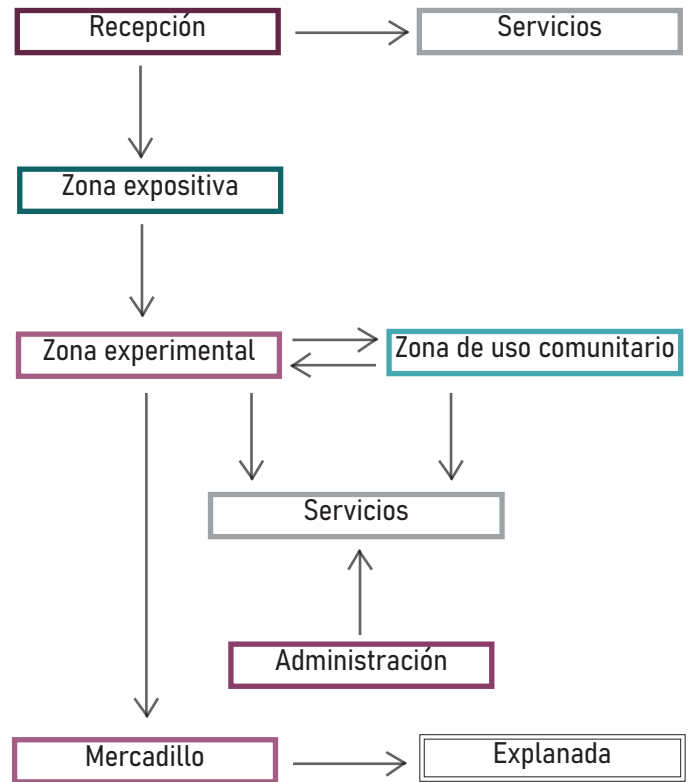 Recepción
Servicios
Zona expositiva
Zona experimental
Zona de uso comunitario
Servicios
Administración
Mercadillo
Explanada